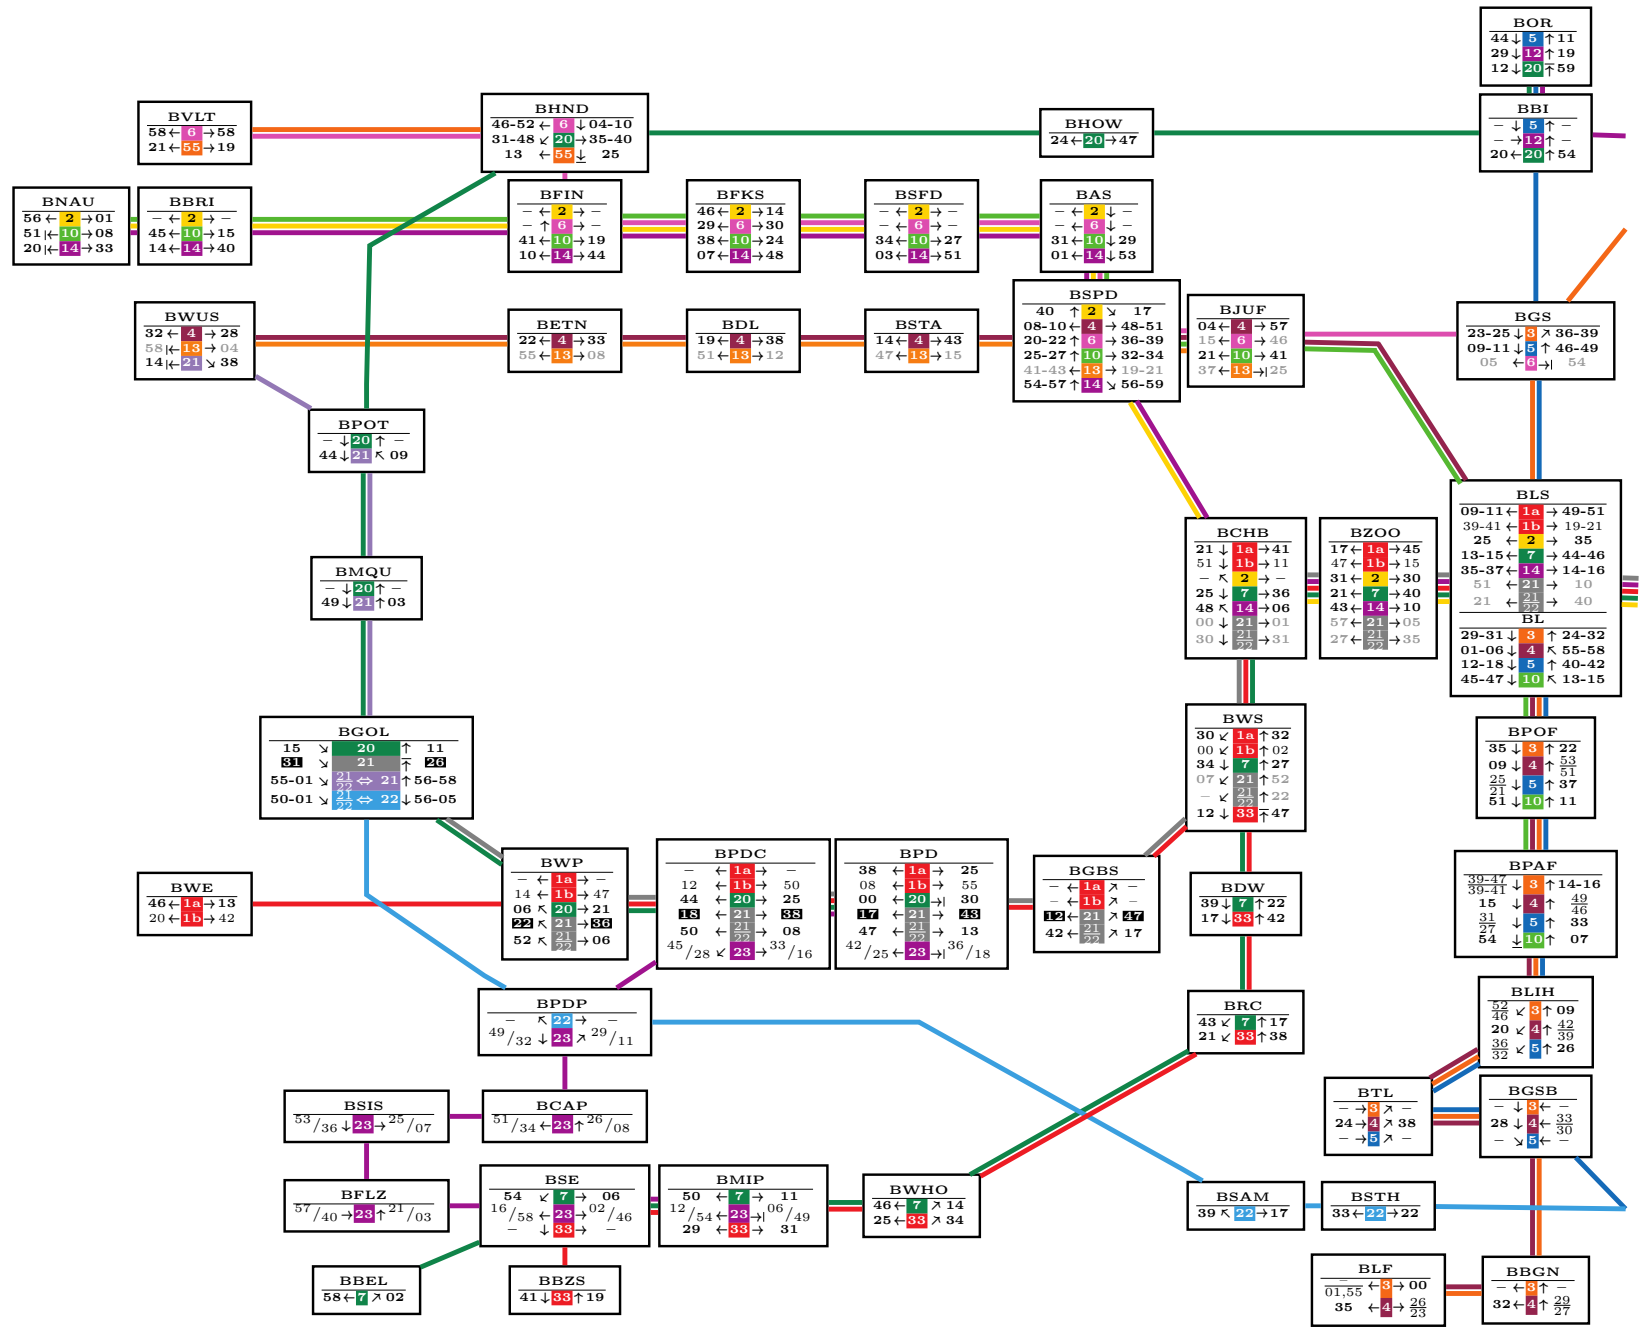 BOR
44 ↓ 5 ↑ 11
29 ↓ 12 ↑ 19
12 ↓ 20 ↑ 59
BVLT
58 ← 6 → 58
21 ← 55 → 19
BHND
46-52 ← 6 ↓ 04-10
31-48 ↙ 20 → 35-40
13 ← 55 ↓ 25
BHOW
24 ← 20 → 47
BBI
– ↓ 5 ↑ –
– → 12 ↑ –
20 ← 20 ↑ 54
BNAU
56 ← 2 → 01
51 |← 10 → 08
20 |← 14 → 33
BBRI
– ← 2 → –
45 ← 10 → 15
14 ← 14 → 40
BFIN
– ← 2 → –
– ↑ 6 → –
41 ← 10 → 19
10 ← 14 → 44
BFKS
46 ← 2 → 14
29 ← 6 → 30
38 ← 10 → 24
07 ← 14 → 48
BSFD
– ← 2 → –
– ← 6 → –
34 ← 10 → 27
03 ← 14 → 51
BAS
– ← 2 ↓ –
– ← 6 ↓ –
31 ← 10 ↓ 29
01 ← 14 ↓ 53
BWUS
32 ← 4 → 28
58 |← 13 → 04
14 |← 21 ↘ 38
BETN
22 ← 4 → 33
55 ← 13 → 08
BDL
19 ← 4 → 38
51 ← 13 → 12
BSTA
14 ← 4 → 43
47 ← 13 → 15
BSPD
40 ↑ 2 ↘ 17
08-10 ← 4 → 48-51
20-22 ↑ 6 → 36-39
25-27 ↑ 10 → 32-34
41-43 ← 13 → 19-21
54-57 ↑ 14 ↘ 56-59
BJUF
04 ← 4 → 57
15 ← 6 → 46
21 ← 10 → 41
37 ← 13 →| 25
BGS
23-25 ↓ 3 ↗ 36-39
09-11 ↓ 5 ↑ 46-49
05 ← 6 →| 54
BPOT
– ↓ 20 ↑ –
44 ↓ 21 ↖ 09
BMQU
– ↓ 20 ↑ –
49 ↓ 21 ↑ 03
BCHB
21 ↓ 1a → 41
51 ↓ 1b → 11
– ↖ 2 → –
25 ↓ 7 → 36
48 ↖ 14 → 06
00 ↓ 21 → 01
30 ↓ 21/22 → 31
BZOO
17 ← 1a → 45
47 ← 1b → 15
31 ← 2 → 30
21 ← 7 → 40
43 ← 14 → 10
57 ← 21 → 05
27 ← 21/22 → 35
BLS
09-11 ← 1a → 49-51
39-41 ← 1b → 19-21
25 ← 2 → 35
13-15 ← 7 → 44-46
35-37 ← 14 → 14-16
51 ← 21 → 10
21 ← 21/22 → 40
BL
29-31 ↓ 3 ↑ 24-32
01-06 ↓ 4 ↖ 55-58
12-18 ↓ 5 ↑ 40-42
45-47 ↓ 10 ↖ 13-15
BGOL
15 ↘ 20 ↑ 11
31 ↘ 21 ↑ 26
55-01 ↘ 21/22 ⇔ 21 ↑ 56-58
50-01 ↘ 21/22 ⇔ 22 ↓ 56-05
BWS
30 ↙ 1a ↑ 32
00 ↙ 1b ↑ 02
34 ↓ 7 ↑ 27
07 ↙ 21 ↑ 52
– ↙ 21/22 ↑ 22
12 ↓ 33 ↑ 47
BPOF
35 ↓ 3 ↑ 22
09 ↓ 4 ↑ 53/51
25/21 ↓ 5 ↑ 37
51 ↓ 10 ↑ 11
BWE
46 ← 1a → 13
20 ← 1b → 42
BWP
– ← 1a → –
14 ← 1b → 47
06 ↖ 20 → 21
22 ↖ 21 → 36
52 ↖ 21/22 → 06
BPDC
– ← 1a → –
12 ← 1b → 50
44 ← 20 → 25
18 ← 21 → 38
50 ← 21/22 → 08
45/28 ↙ 23 → 33/16
BPD
38 ← 1a → 25
08 ← 1b → 55
00 ← 20 →| 30
17 ← 21 → 43
47 ← 21/22 → 13
42/25 ← 23 →| 36/18
BGBS
– ← 1a ↗ –
– ← 1b ↗ –
12 ← 21 ↗ 47
42 ← 21/22 ↗ 17
BDW
39 ↓ 7 ↑ 22
17 ↓ 33 ↑ 42
BPAF
39-47/39-41 ↓ 3 ↑ 14-16
15 ↓ 4 ↑ 49/46
31/27 ↓ 5 ↑ 33
54 ↓ 10 ↑ 07
BPDP
– ↖ 22 → –
49/32 ↓ 23 ↗ 29/11
BRC
43 ↙ 7 ↑ 17
21 ↙ 33 ↑ 38
BLIH
52/46 ↙ 3 ↑ 09
20 ↙ 4 ↑ 42/39
36/32 ↙ 5 ↑ 26
BSIS
53/36 ↓ 23 → 25/07
BCAP
51/34 ← 23 ↑ 26/08
BTL
– → 3 ↗ –
24 → 4 ↗ 38
– → 5 ↗ –
BGSB
– ↓ 3 ← –
28 ↓ 4 ← 33/30
– ↘ 5 ← –
BFLZ
57/40 → 23 ↑ 21/03
BSE
54 ↙ 7 → 06
16/58 ← 23 → 02/46
– ↓ 33 → –
BMIP
50 ← 7 → 11
12/54 ← 23 →| 06/49
29 ← 33 → 31
BWHO
46 ← 7 ↗ 14
25 ← 33 ↗ 34
BSAM
39 ↖ 22 → 17
BSTH
33 ← 22 → 22
BBEL
58 ← 7 ↗ 02
BBZS
41 ↓ 33 ↑ 19
BLF
–/01,55 ← 3 → 00
35 ← 4 → 26/23
BBGN
– ← 3 ↑ –
32 ← 4 ↑ 29/27